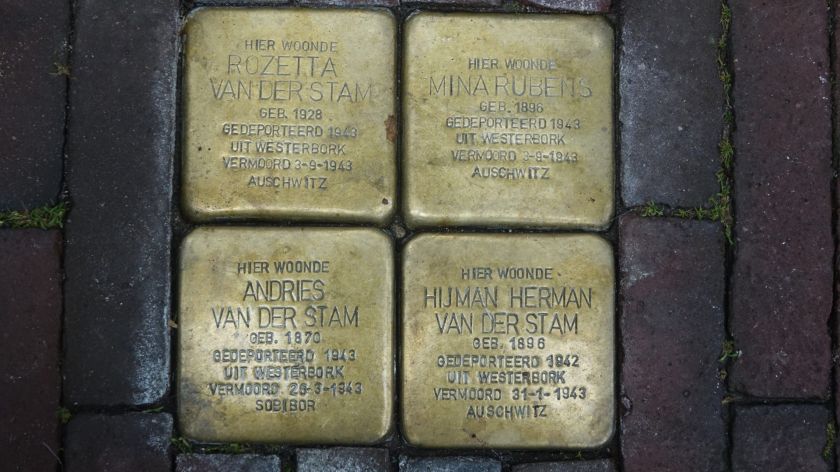 HIER WOONDE
ROZETTA
VAN DER STAM
GEB. 1928
GEDEPORTEERD 1943
UIT WESTERBORK
VERMOORD 3-9-1943
AUSCHWITZ
HIER WOONDE
MINA RUBENS
GEB. 1896
GEDEPORTEERD 1943
UIT WESTERBORK
VERMOORD 3-9-1943
AUSCHWITZ
HIER WOONDE
ANDRIES
VAN DER STAM
GEB. 1870
GEDEPORTEERD 1943
UIT WESTERBORK
VERMOORD 26-3-1943
SOBIBOR
HIER WOONDE
HIJMAN HERMAN
VAN DER STAM
GEB. 1896
GEDEPORTEERD 1942
UIT WESTERBORK
VERMOORD 31-1-1943
AUSCHWITZ